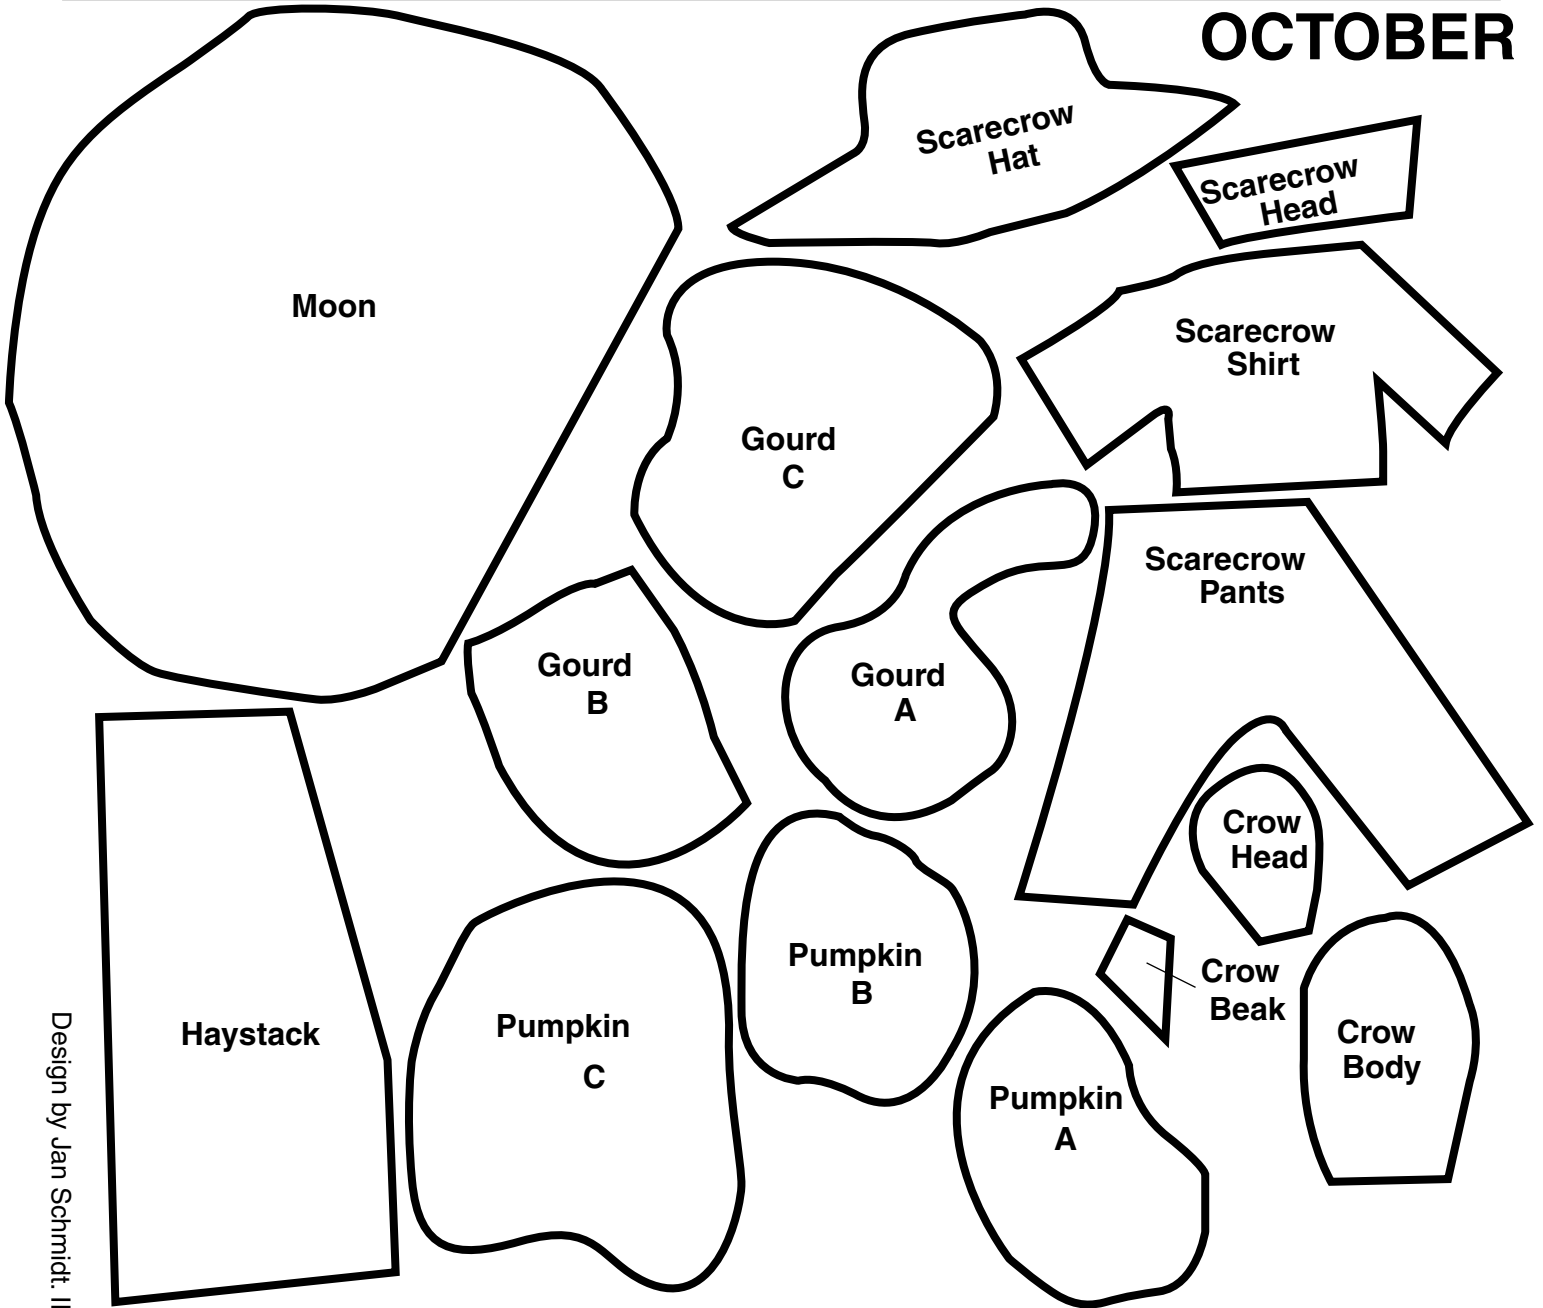 OCTOBER
Scarecrow
Hat
Scarecrow
Head
Moon
Scarecrow
Shirt
Gourd
C
Scarecrow
Pants
Gourd
B
Gourd
A
Crow
Head
Pumpkin
B
Crow
Beak
Haystack
Pumpkin
C
Crow
Body
Pumpkin
A
Design by Jan Schmidt.